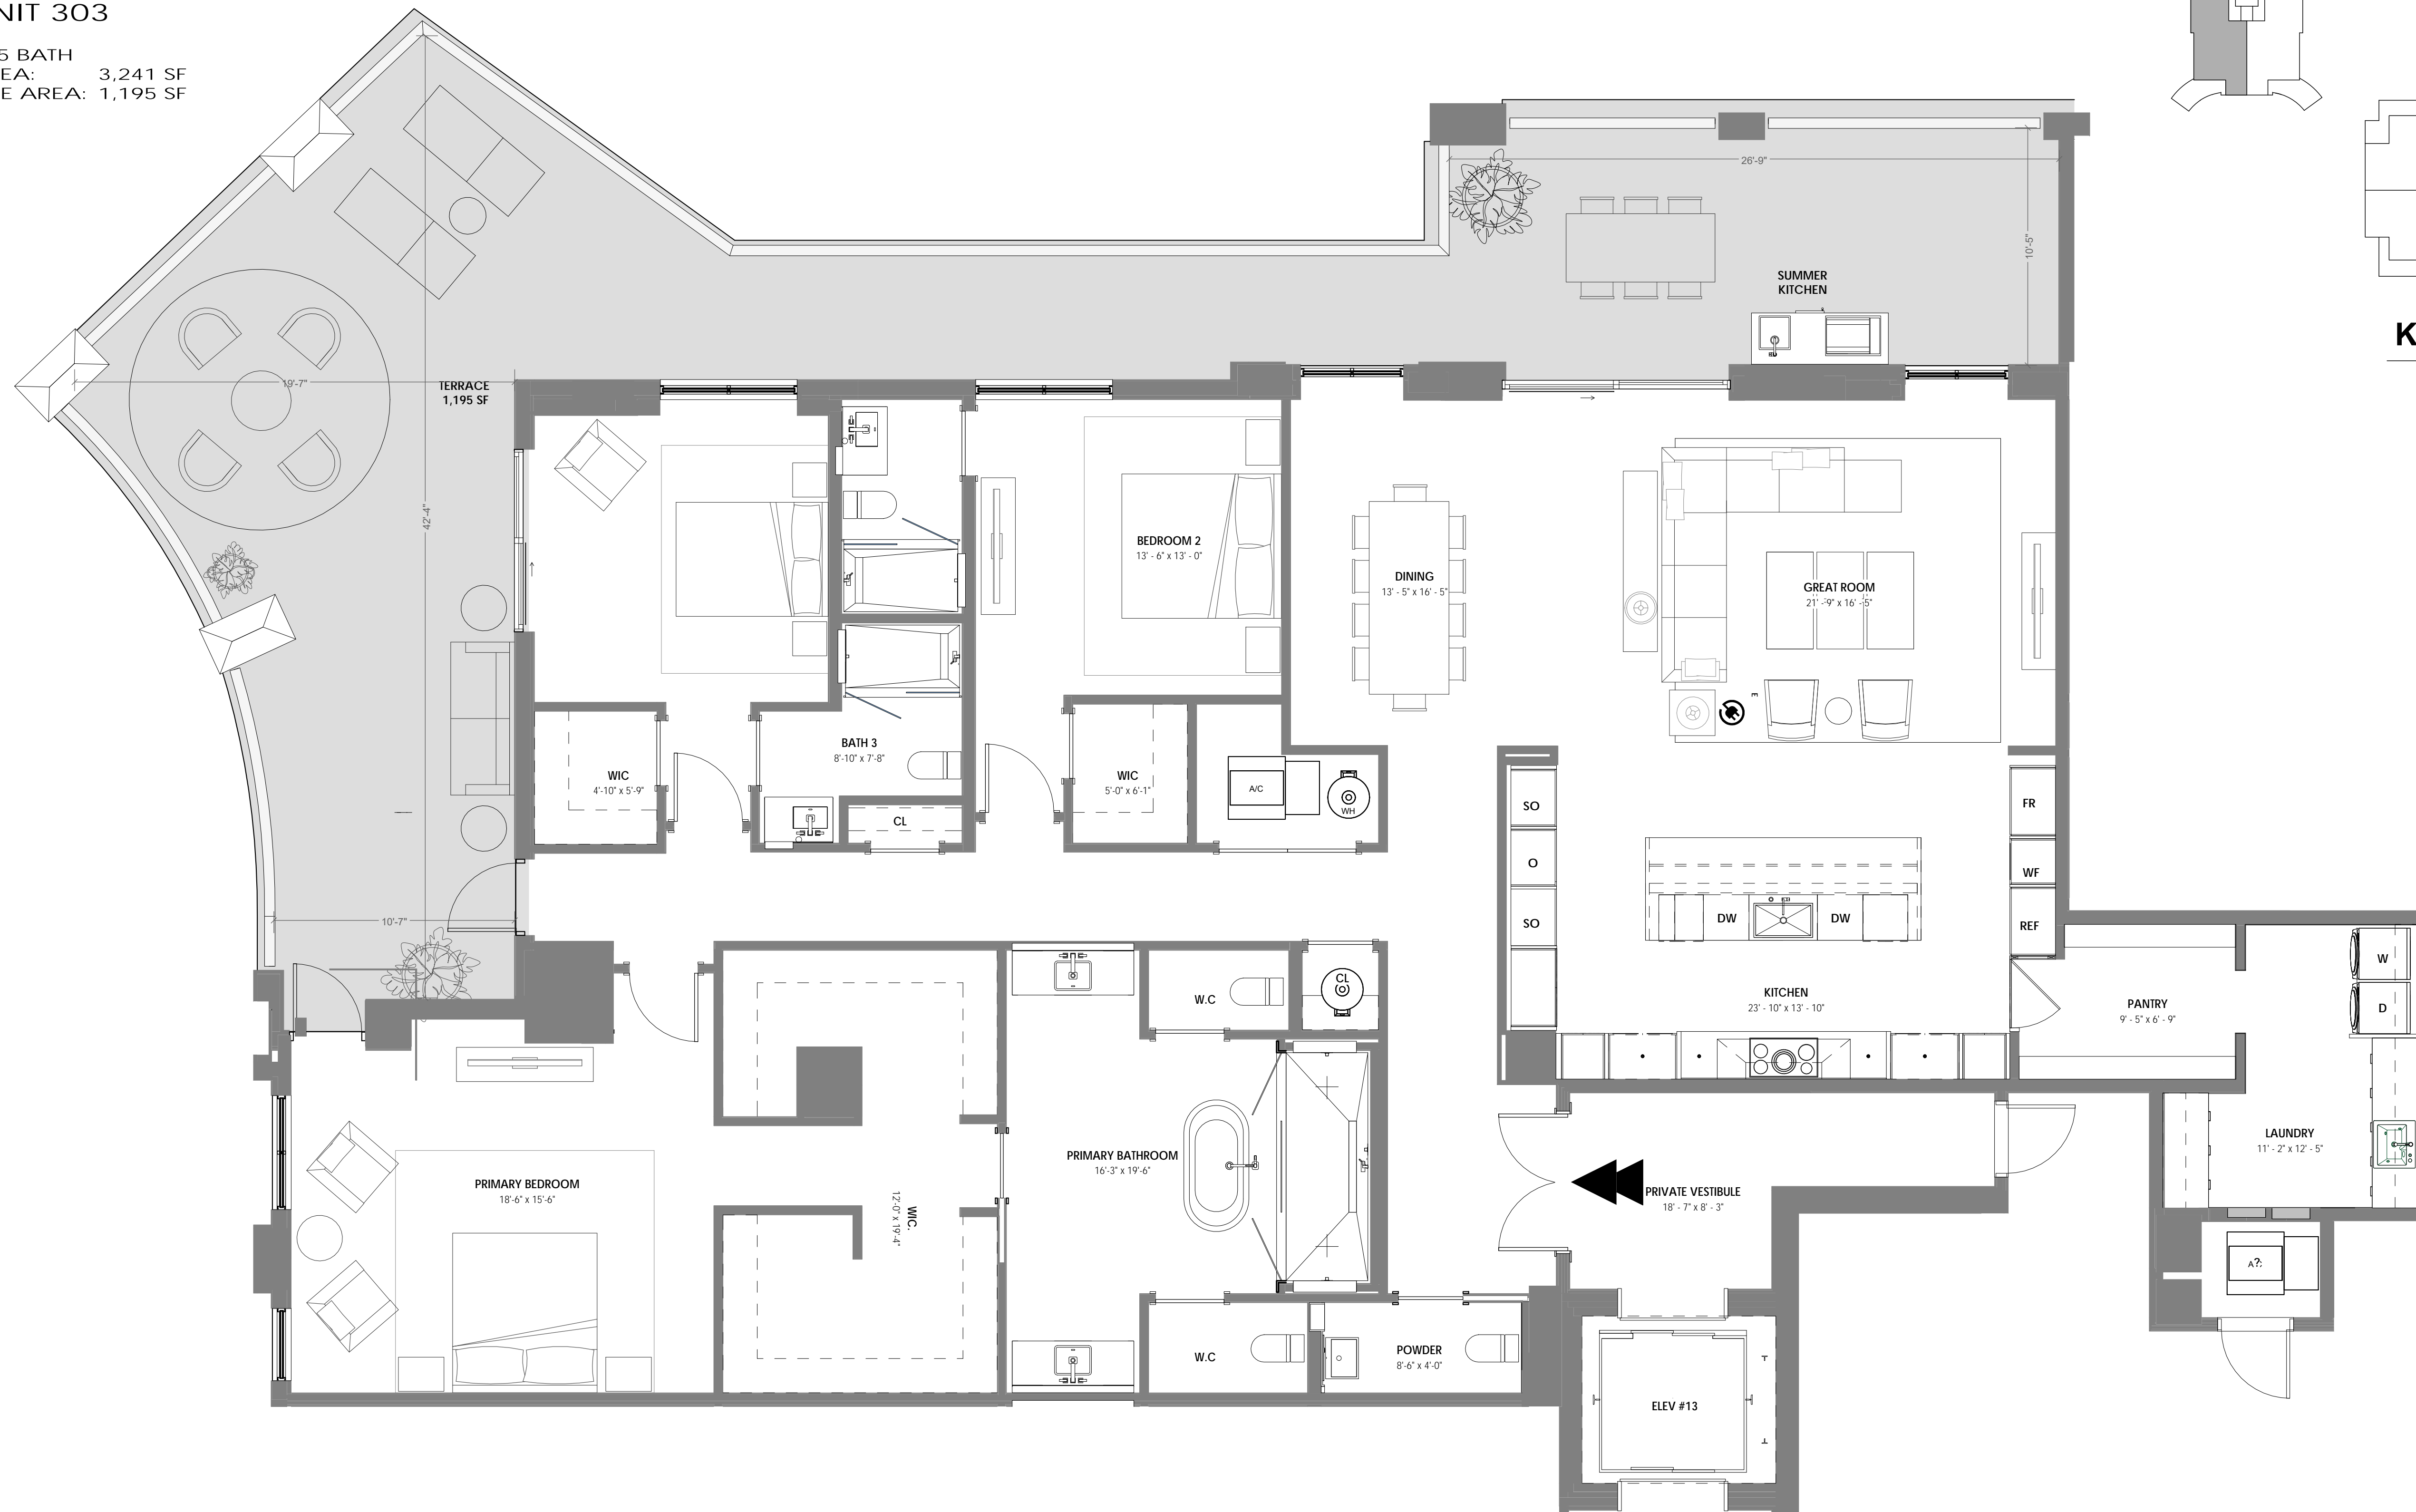 NIT 303
5 BATH
EA: 3,241 SF
E AREA: 1,195 SF
26'-9"
10'-5"
SUMMER
KITCHEN
K
19'-7"
TERRACE
1,195 SF
42'-4"
10'-7"
BEDROOM 2
13' - 6" x 13' - 0"
DINING
13' - 5" x 16' - 5"
GREAT ROOM
21' - 9" x 16' - 5"
E
WIC
4'-10" x 5'-9"
BATH 3
8'-10" x 7'-8"
CL
WIC
5'-0" x 6'-1"
A/C
WH
SO
O
SO
FR
WF
REF
DW
DW
KITCHEN
23' - 10" x 13' - 10"
PANTRY
9' - 5" x 6' - 9"
W
D
LAUNDRY
11' - 2" x 12' - 5"
A?:
W.C
CL
PRIMARY BEDROOM
18'-6" x 15'-6"
WIC.
12'-0" x 19'-4"
PRIMARY BATHROOM
16'-3" x 19'-6"
PRIVATE VESTIBULE
18' - 7" x 8' - 3"
W.C
POWDER
8'-6" x 4'-0"
ELEV #13